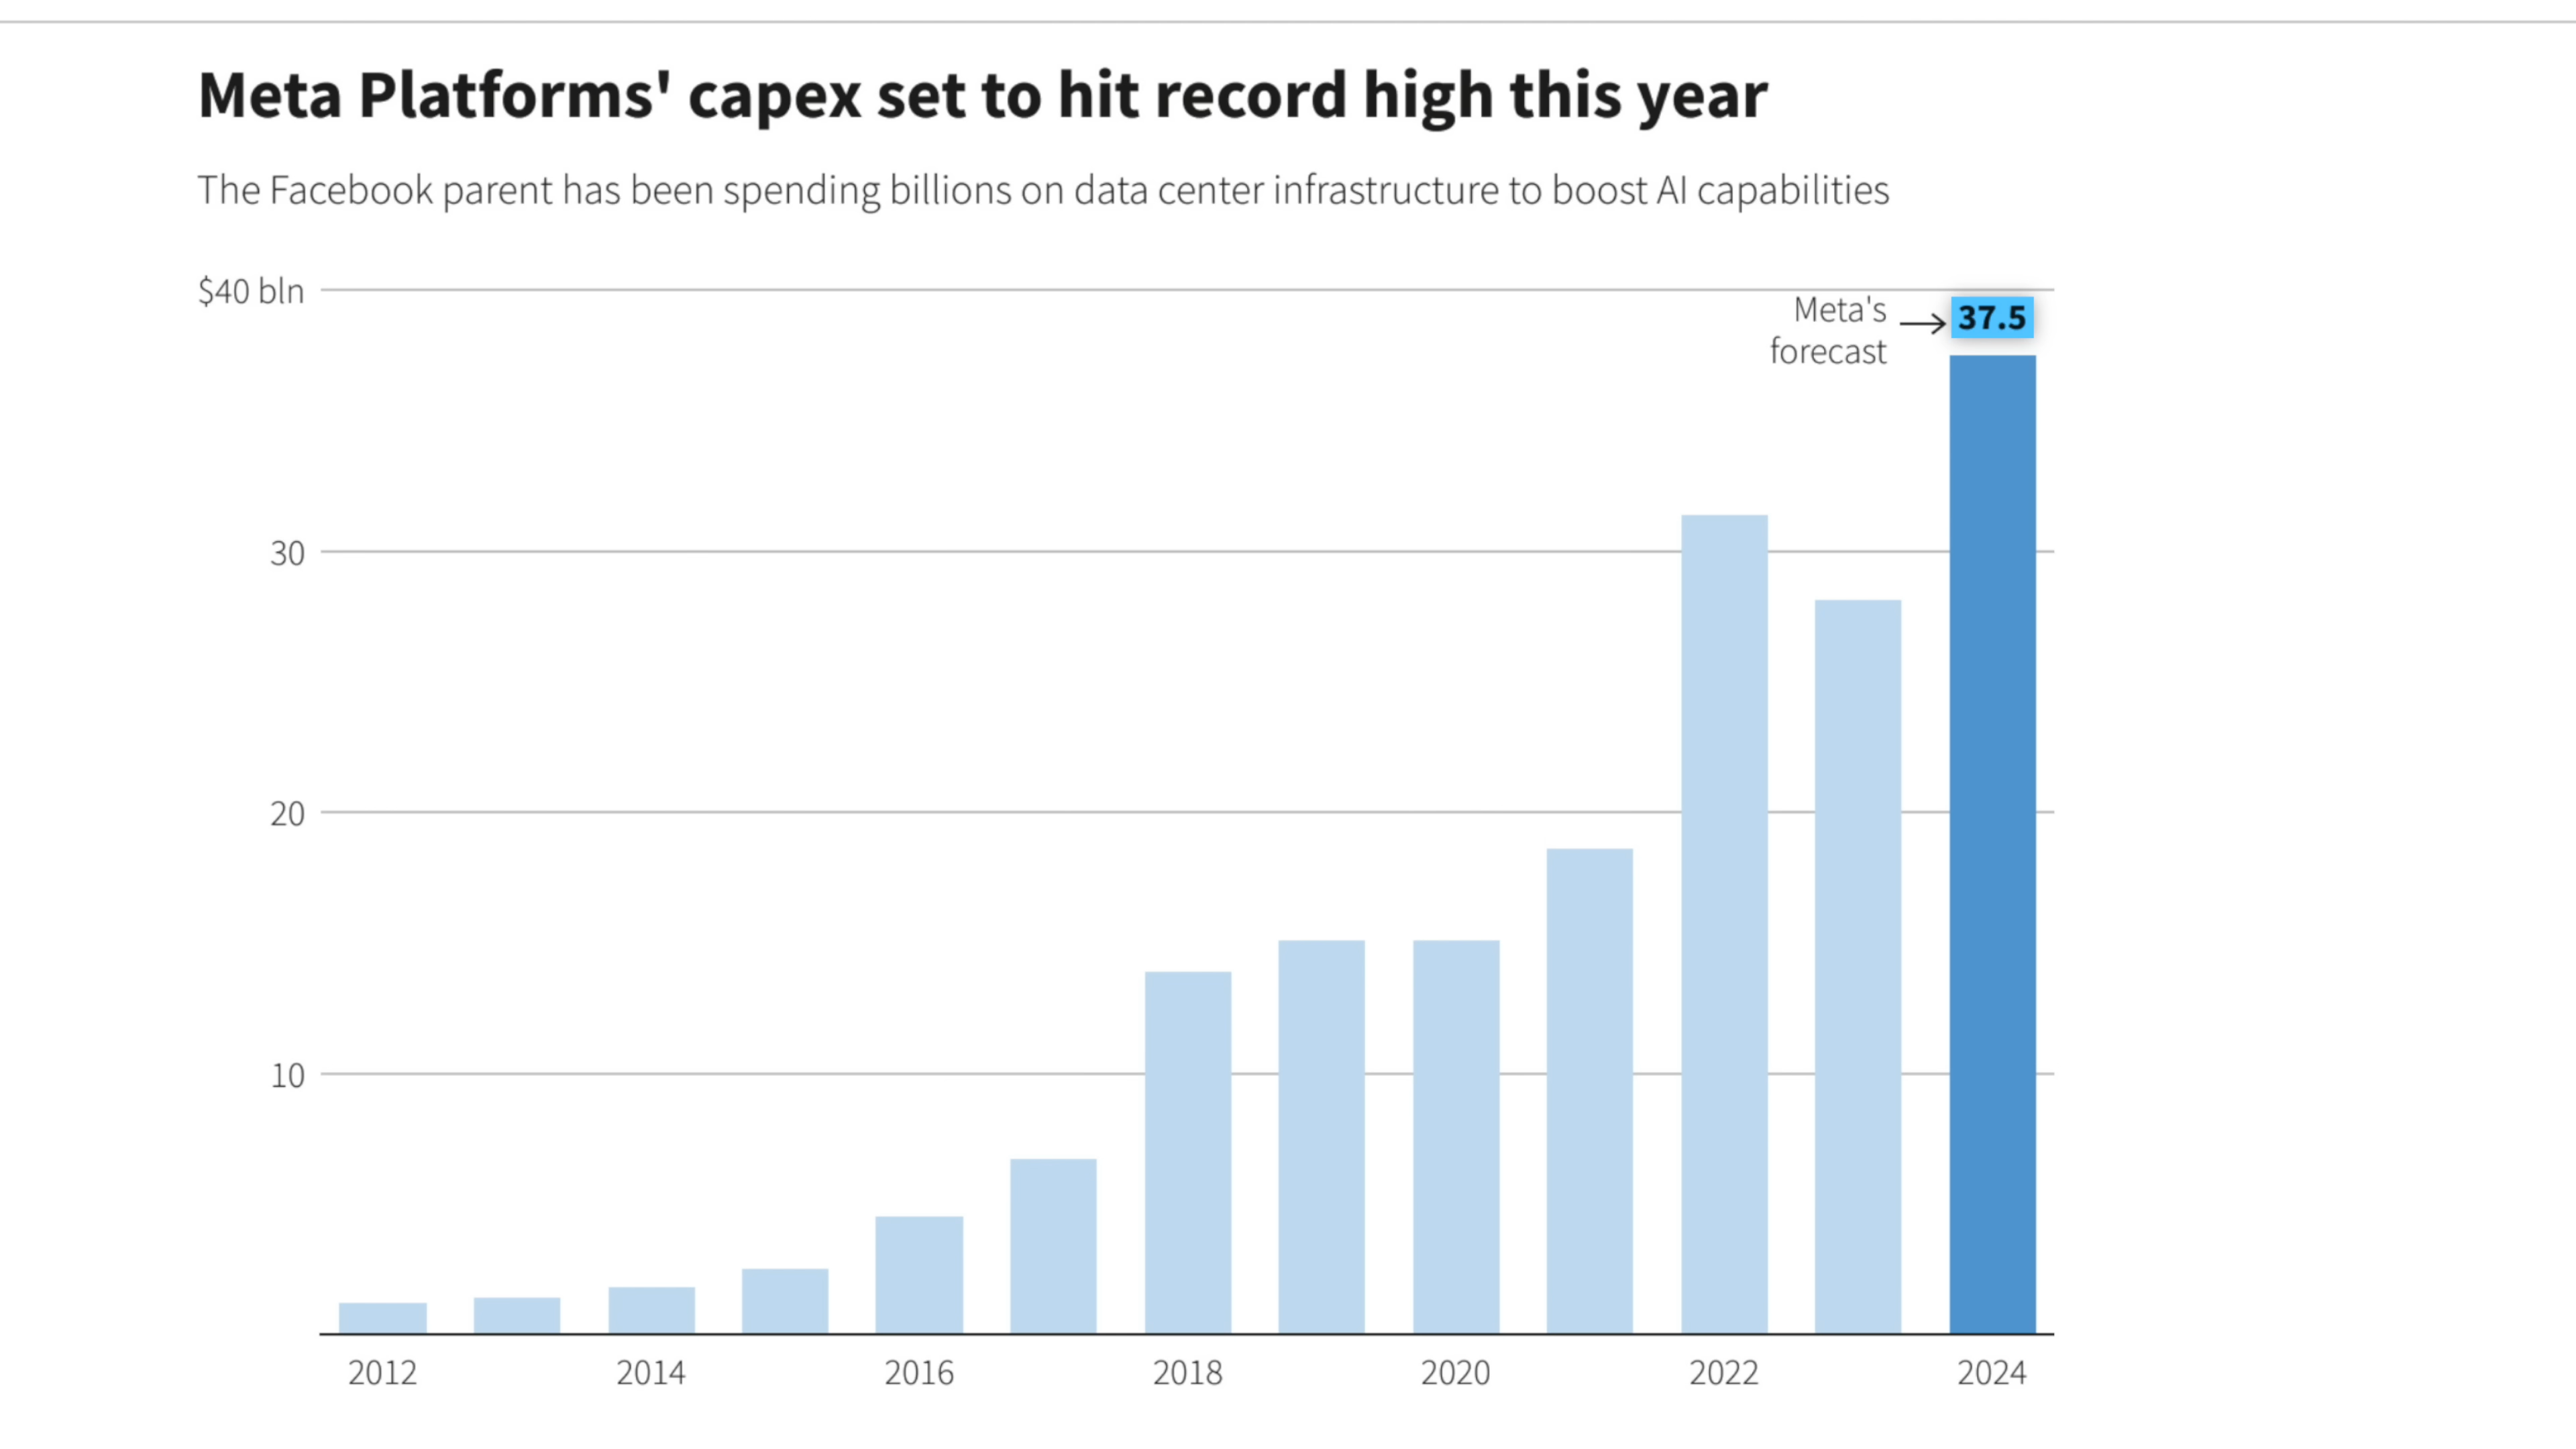 Meta Platforms' capex set to hit record high this year
The Facebook parent has been spending billions on data center infrastructure to boost AI capabilities
$40 bln
Meta's
forecast
37.5
30
20
10
2012
2014
2016
2018
2020
2022
2024